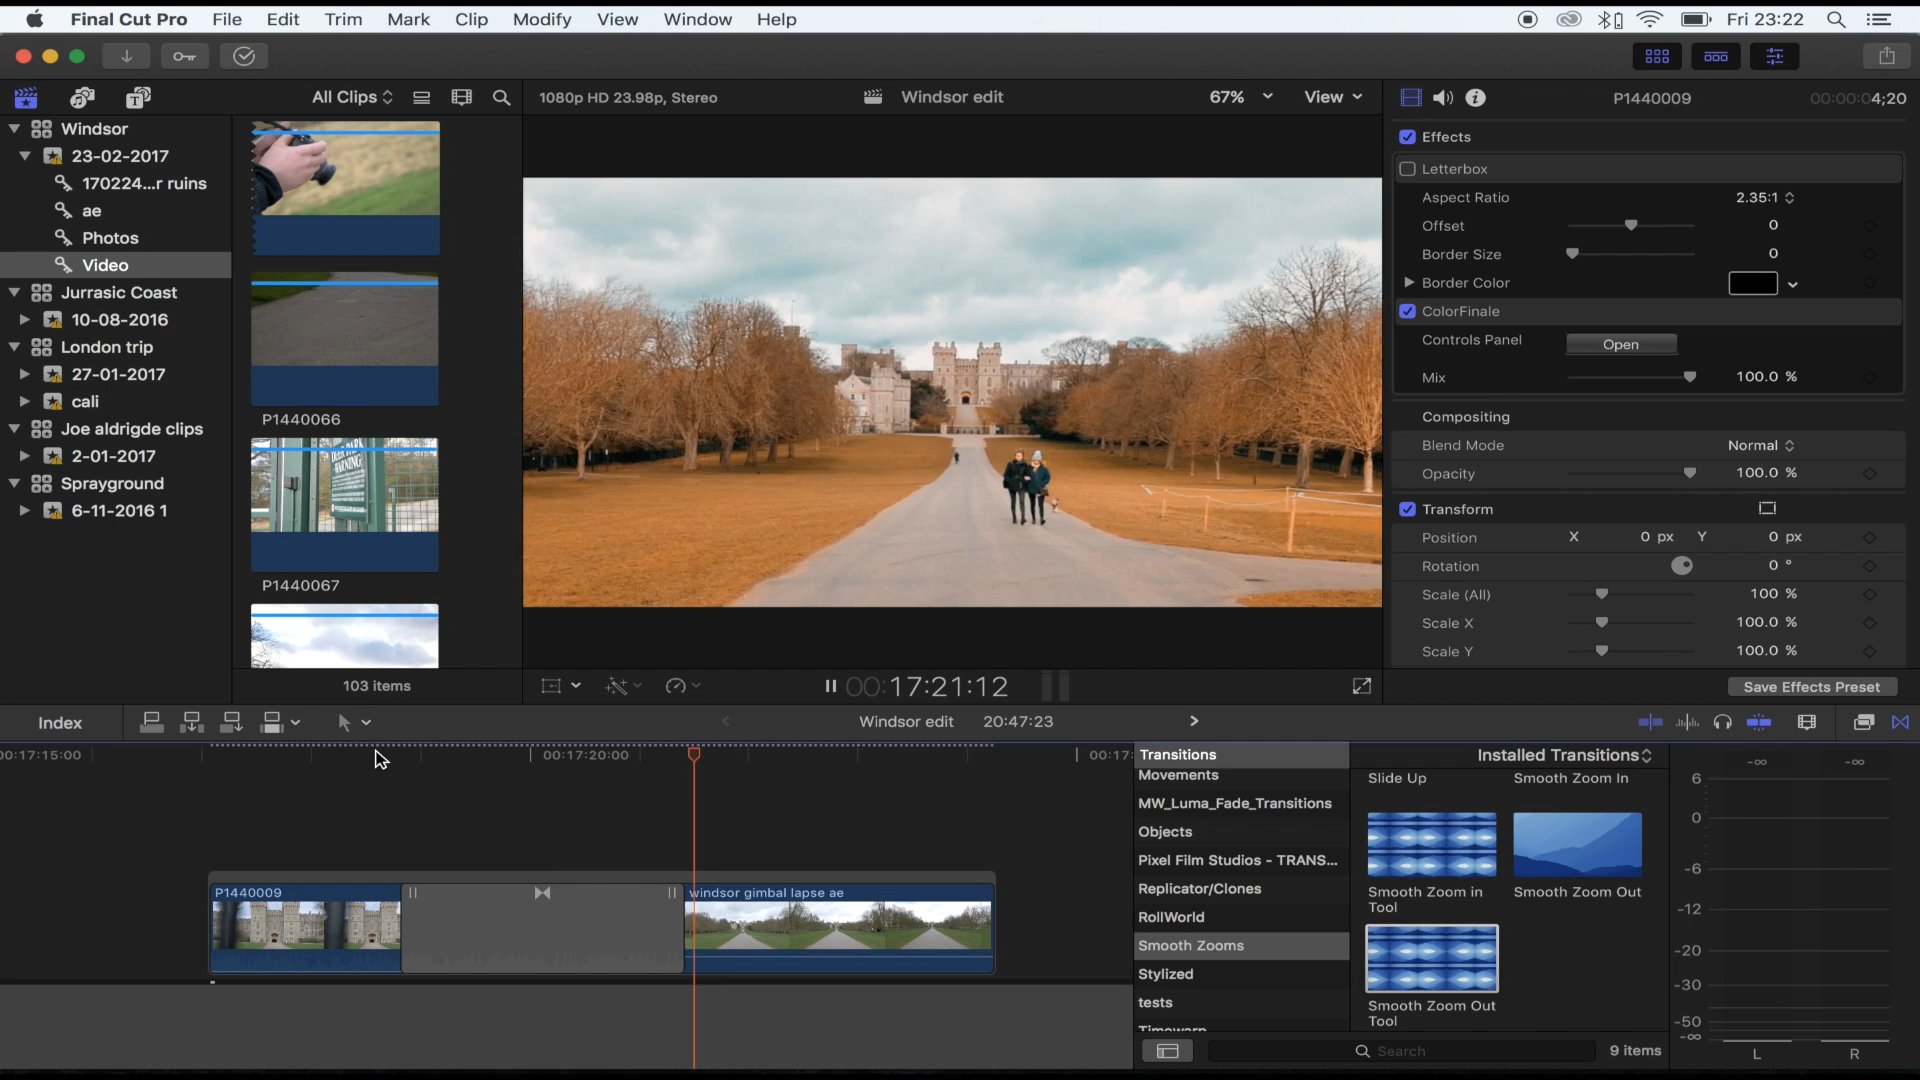 Final Cut Pro File Edit Trim Mark Clip Modify View Window Help Fri 23:22
All Clips 1080p HD 23.98p, Stereo Windsor edit 67% View P1440009 00:00:04;20
Windsor
23-02-2017
170224...r ruins
ae
Photos
Video
Jurrasic Coast
10-08-2016
London trip
27-01-2017
cali
Joe aldrigde clips
2-01-2017
Sprayground
6-11-2016 1
P1440066
WARNING
P1440067
103 items
Effects
Letterbox
Aspect Ratio 2.35:1
Offset 0
Border Size 0
Border Color
ColorFinale
Controls Panel Open
Mix 100.0 %
Compositing
Blend Mode Normal
Opacity 100.0 %
Transform
Position X 0 px Y 0 px
Rotation 0 °
Scale (All) 100 %
Scale X 100.0 %
Scale Y 100.0 %
Save Effects Preset
00:17:21:12
Index Windsor edit 20:47:23
00:17:15:00 00:17:20:00 00:17:
P1440009 windsor gimbal lapse ae
Transitions
Movements
MW_Luma_Fade_Transitions
Objects
Pixel Film Studios - TRANS...
Replicator/Clones
RollWorld
Smooth Zooms
Stylized
tests
Timewarp
Installed Transitions
Slide Up Smooth Zoom In
Smooth Zoom in Tool
Smooth Zoom Out
Smooth Zoom Out Tool
Search 9 items
-∞ -∞
6
0
-6
-9
-12
-20
-30
-50
-∞
L R